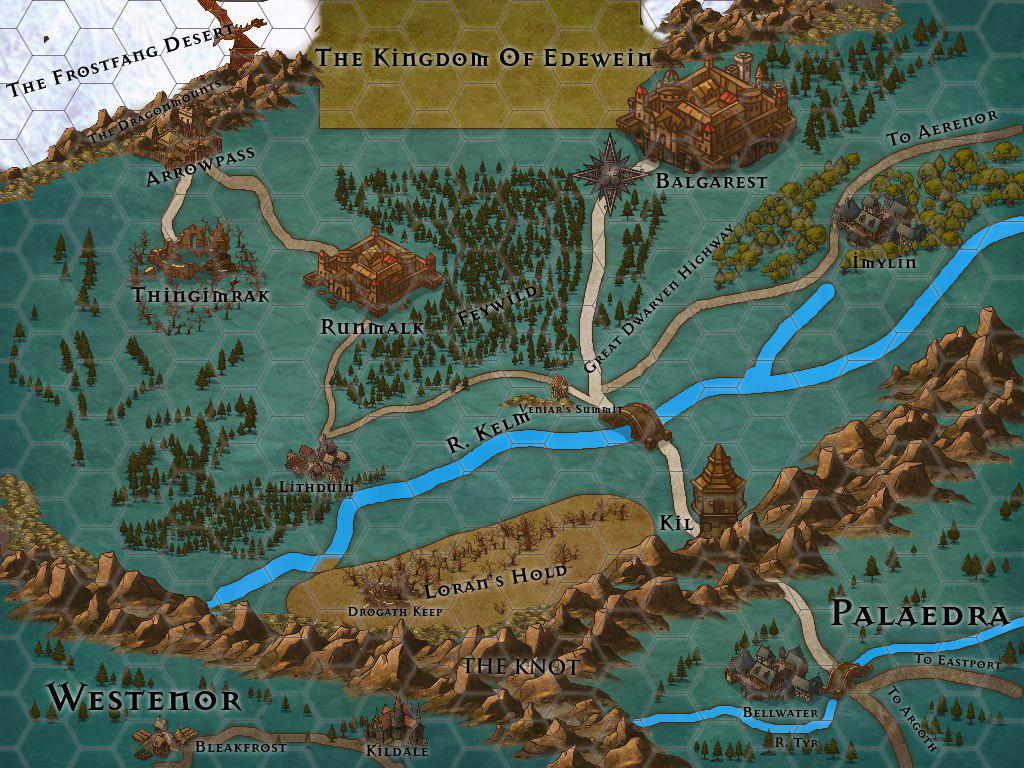 The Frostfang Desert
The Kingdom Of Edewein
The Dragonmounts
Arrowpass
To Aerenor
Balgarest
Imylin
Thingimrak
Great Dwarven Highway
Feywild
Runmalk
Veniar's Summit
R. Kelm
Lithduin
Kil
Loran's Hold
Drogath Keep
Palaedra
The Knot
To Eastport
Westenor
To Argoth
Bellwater
R. Tyr
Bleakfrost
Kildale